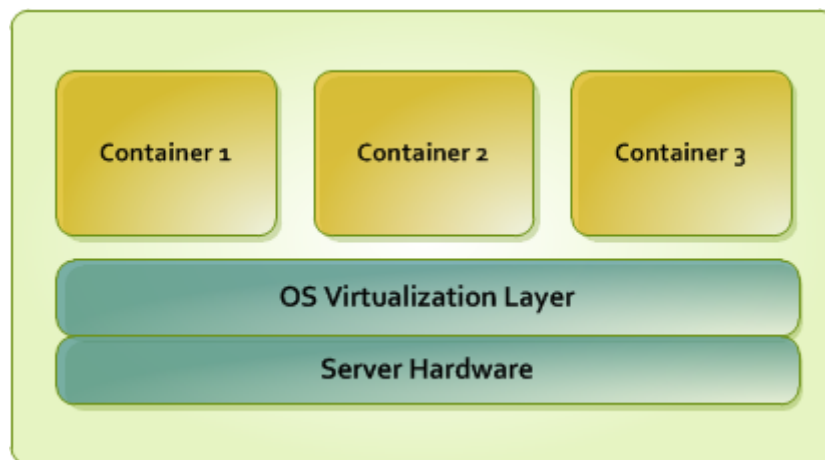 Container 1
Container 2
Container 3
OS Virtualization Layer
Server Hardware